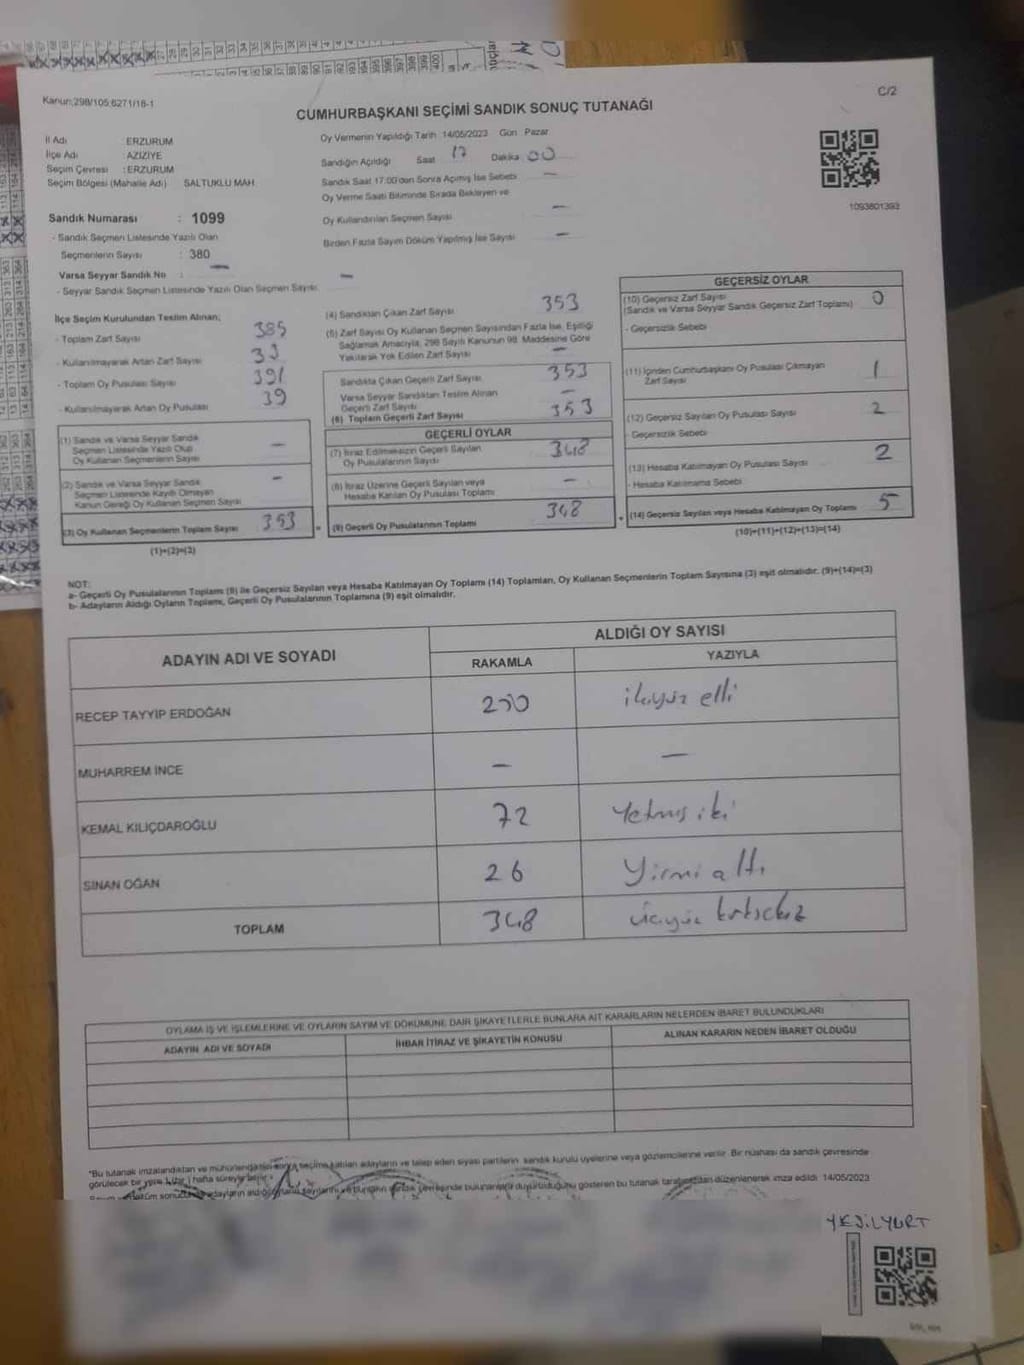 Kanun:298/105;6271/18-1
C/2
CUMHURBAŞKANI SEÇİMİ SANDIK SONUÇ TUTANAĞI
İl Adı : ERZURUM
İlçe Adı : AZİZİYE
Seçim Çevresi : ERZURUM
Seçim Bölgesi (Mahalle Adı) SALTUKLU MAH.
Sandık Numarası : 1099
- Sandık Seçmen Listesinde Yazılı Olan
Seçmenlerin Sayısı : 380
Varsa Seyyar Sandık No : —
- Seyyar Sandık Seçmen Listesinde Yazılı Olan Seçmen Sayısı: —
Oy Vermenin Yapıldığı Tarih :14/05/2023 Gün : Pazar
Sandığın Açıldığı Saat 17 Dakika 00
Sandık Saat 17:00'den Sonra Açılmış İse Sebebi —
Oy Verme Saati Bitiminde Sırada Bekleyen ve
Oy Kullandırılan Seçmen Sayısı —
Birden Fazla Sayım Döküm Yapılmış İse Sayısı —
1093801393
İlçe Seçim Kurulundan Teslim Alınan;
- Toplam Zarf Sayısı 385
- Kullanılmayarak Artan Zarf Sayısı
- Toplam Oy Pusulası Sayısı 391
- Kullanılmayarak Artan Oy Pusulası 39
(1) Sandık ve Varsa Seyyar Sandık
Seçmen Listesinde Yazılı Olup
Oy Kullanan Seçmenlerin Sayısı —
(2) Sandık ve Varsa Seyyar Sandık
Seçmen Listesinde Kayıtlı Olmayan
Kanun Gereği Oy Kullanan Seçmen Sayısı —
(3) Oy Kullanan Seçmenlerin Toplam Sayısı 353
(1)+(2)=(3)
(4) Sandıktan Çıkan Zarf Sayısı 353
(5) Zarf Sayısı Oy Kullanan Seçmen Sayısından Fazla İse, Eşitliği
Sağlamak Amacıyla, 298 Sayılı Kanunun 98. Maddesine Göre
Yakılarak Yok Edilen Zarf Sayısı —
Sandıkta Çıkan Geçerli Zarf Sayısı 353
Varsa Seyyar Sandıktan Teslim Alınan
Geçerli Zarf Sayısı —
(6) Toplam Geçerli Zarf Sayısı 353
GEÇERLİ OYLAR
(7) İtiraz Edilmeksizin Geçerli Sayılan
Oy Pusulalarının Sayısı 348
(8) İtiraz Üzerine Geçerli Sayılan veya
Hesaba Katılan Oy Pusulası Toplamı —
= (9) Geçerli Oy Pusulalarının Toplamı 348
GEÇERSİZ OYLAR
(10) Geçersiz Zarf Sayısı 0
(Sandık ve Varsa Seyyar Sandık Geçersiz Zarf Toplamı)
- Geçersizlik Sebebi
(11) İçinden Cumhurbaşkanı Oy Pusulası Çıkmayan
Zarf Sayısı 1
(12) Geçersiz Sayılan Oy Pusulası Sayısı 2
- Geçersizlik Sebebi
(13) Hesaba Katılmayan Oy Pusulası Sayısı 2
- Hesaba Katılmama Sebebi
+ (14) Geçersiz Sayılan veya Hesaba Katılmayan Oy Toplamı 5
(10)+(11)+(12)+(13)=(14)
NOT:
a- Geçerli Oy Pusulalarının Toplamı (9) ile Geçersiz Sayılan veya Hesaba Katılmayan Oy Toplamı (14) Toplamları, Oy Kullanan Seçmenlerin Toplam Sayısına (3) eşit olmalıdır. (9)+(14)=(3)
b- Adayların Aldığı Oyların Toplamı, Geçerli Oy Pusulalarının Toplamına (9) eşit olmalıdır.
ADAYIN ADI VE SOYADI ALDIĞI OY SAYISI
RAKAMLA YAZIYLA
RECEP TAYYİP ERDOĞAN 250 ikiyüz elli
MUHARREM İNCE — —
KEMAL KILIÇDAROĞLU 72 Yetmiş iki
SİNAN OĞAN 26 Yirmi altı
TOPLAM 348 üçyüz kırksekiz
OYLAMA İŞ VE İŞLEMLERİNE VE OYLARIN SAYIM VE DÖKÜMÜNE DAİR ŞİKAYETLERLE BUNLARA AİT KARARLARIN NELERDEN İBARET BULUNDUKLARI
ADAYIN ADI VE SOYADI İHBAR İTİRAZ VE ŞİKAYETİN KONUSU ALINAN KARARIN NEDEN İBARET OLDUĞU
*Bu tutanak imzalandıktan ve mühürlendikten sonra seçime katılan adayların ve talep eden siyasi partilerin sandık kurulu üyelerine veya gözlemcilerine verilir. Bir nüshası da sandık çevresinde
görülecek bir yere 1 (bir) hafta süreyle
gösteren bu tutanak tarafımızdan düzenlenerek imza edildi. 14/05/2023
YEŞİLYURT